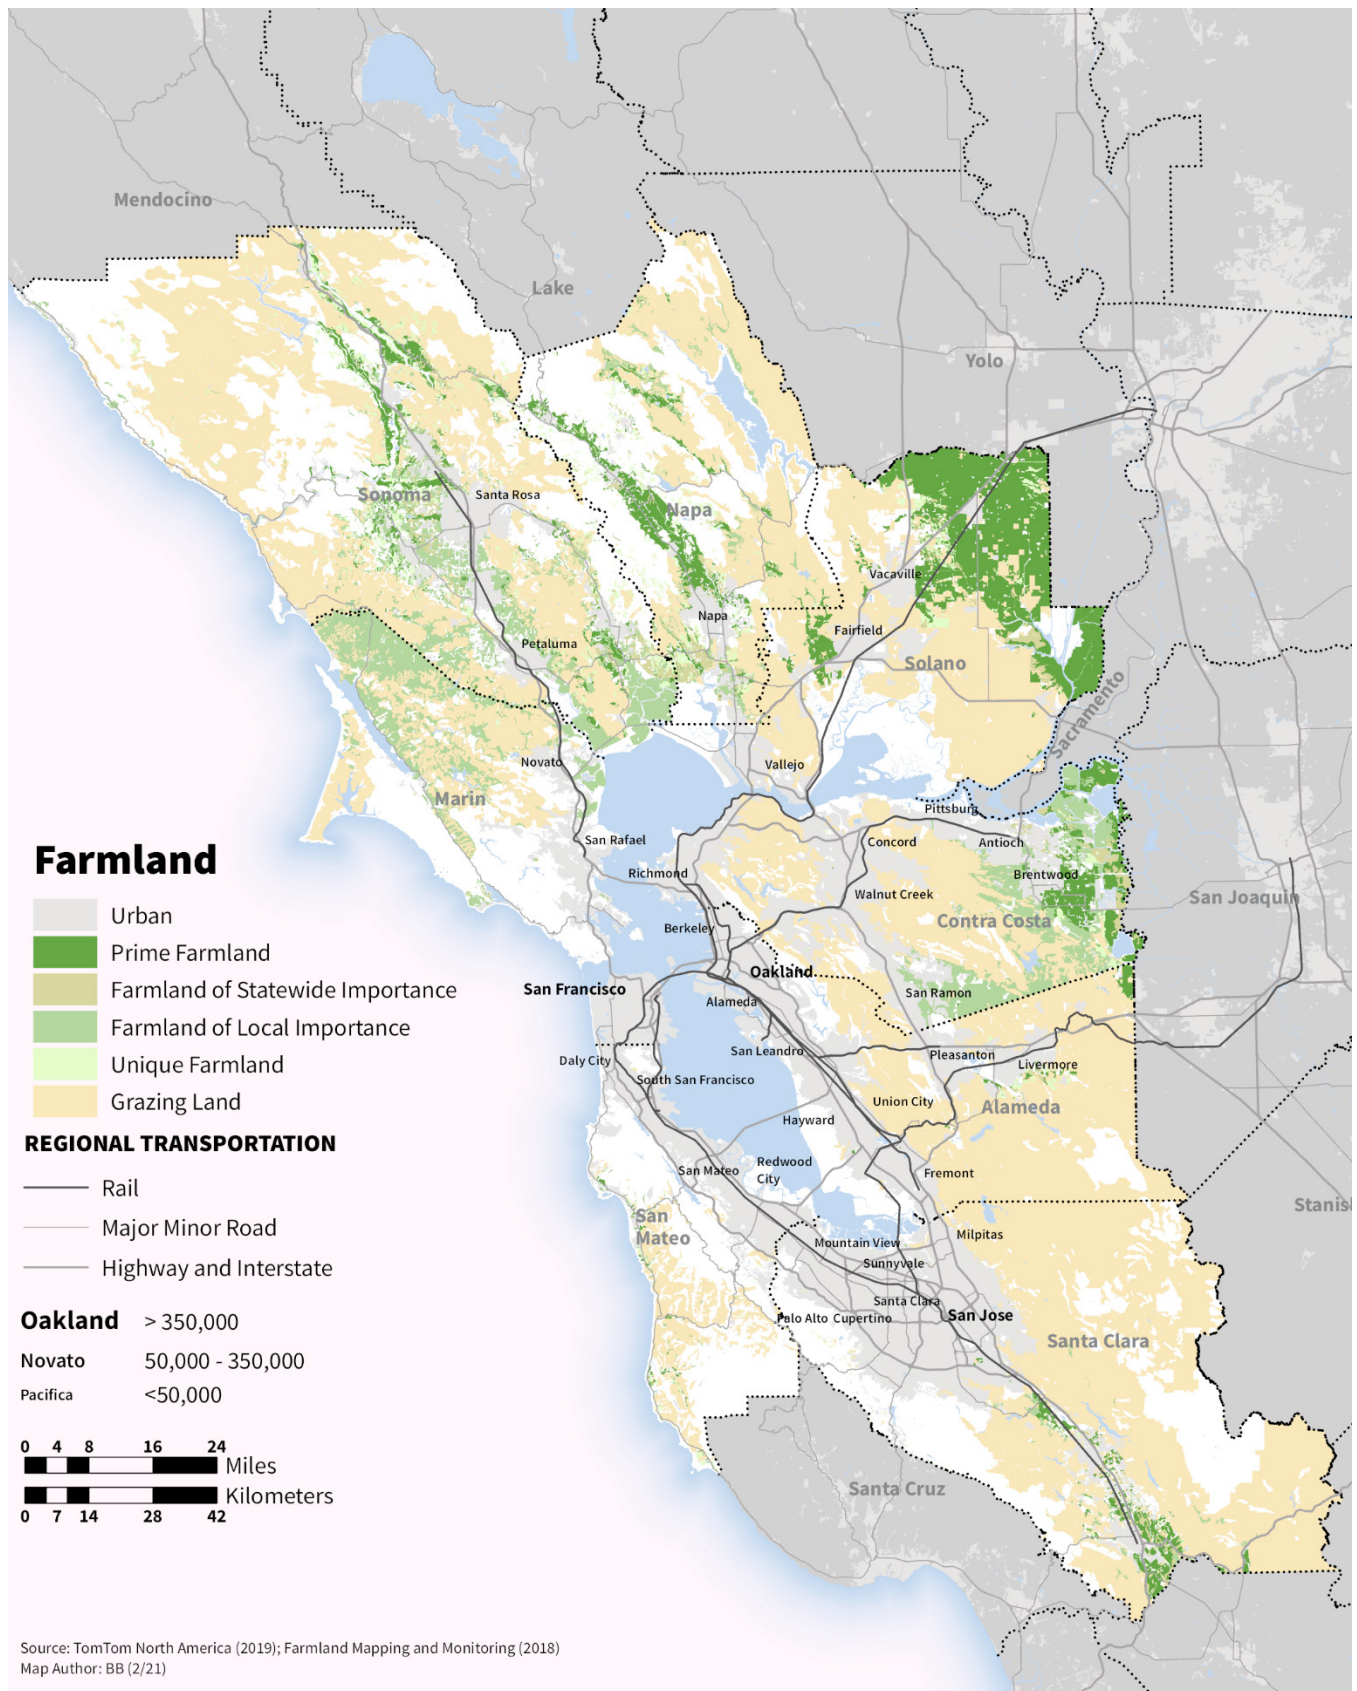 Mendocino
Lake
Yolo
Sonoma
Santa Rosa
Napa
Vacaville
Napa
Fairfield
Petaluma
Solano
Sacramento
Novato
Vallejo
Marin
Pittsburg
San Rafael
Concord
Antioch
Richmond
Brentwood
Walnut Creek
San Joaquin
Contra Costa
Berkeley
Oakland
San Francisco
San Ramon
Alameda
Daly City
San Leandro
Pleasanton
Livermore
South San Francisco
Union City
Alameda
Hayward
San Mateo
Redwood
City
Fremont
San
Mateo
Stanisl
Milpitas
Mountain View
Sunnyvale
Santa Clara
Palo Alto
Cupertino
San Jose
Santa Clara
Santa Cruz
Farmland
Urban
Prime Farmland
Farmland of Statewide Importance
Farmland of Local Importance
Unique Farmland
Grazing Land
REGIONAL TRANSPORTATION
Rail
Major Minor Road
Highway and Interstate
Oakland > 350,000
Novato 50,000 - 350,000
Pacifica <50,000
0 4 8 16 24
Miles
Kilometers
0 7 14 28 42
Source: TomTom North America (2019); Farmland Mapping and Monitoring (2018)
Map Author: BB (2/21)